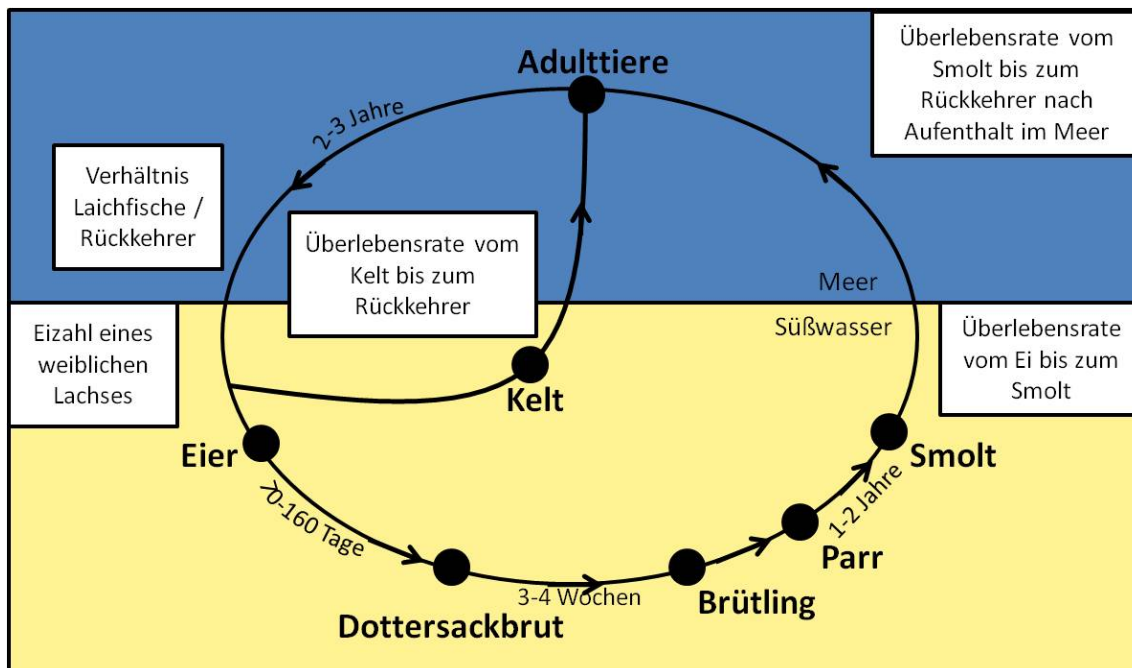 Adulttiere
Überlebensrate vom
Smolt bis zum
Rückkehrer nach
Aufenthalt im Meer
2-3 Jahre
Verhältnis
Laichfische /
Rückkehrer
Überlebensrate vom
Kelt bis zum
Rückkehrer
Meer
Süßwasser
Eizahl eines
weiblichen
Lachses
Überlebensrate
vom Ei bis zum
Smolt
Kelt
Eier
Smolt
70-160 Tage
1-2 Jahre
Parr
3-4 Wochen
Brütling
Dottersackbrut